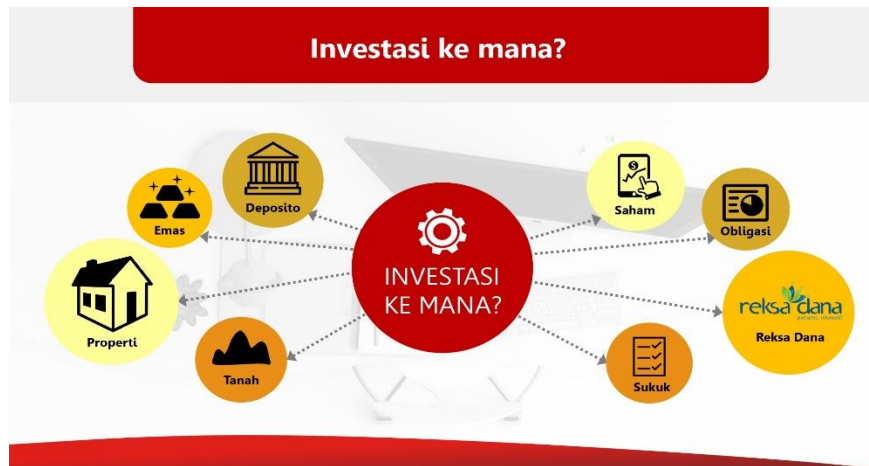 Investasi ke mana?
Deposito
Emas
Properti
Tanah
INVESTASI
KE MANA?
Saham
Obligasi
reksa dana
Reksa Dana
Sukuk